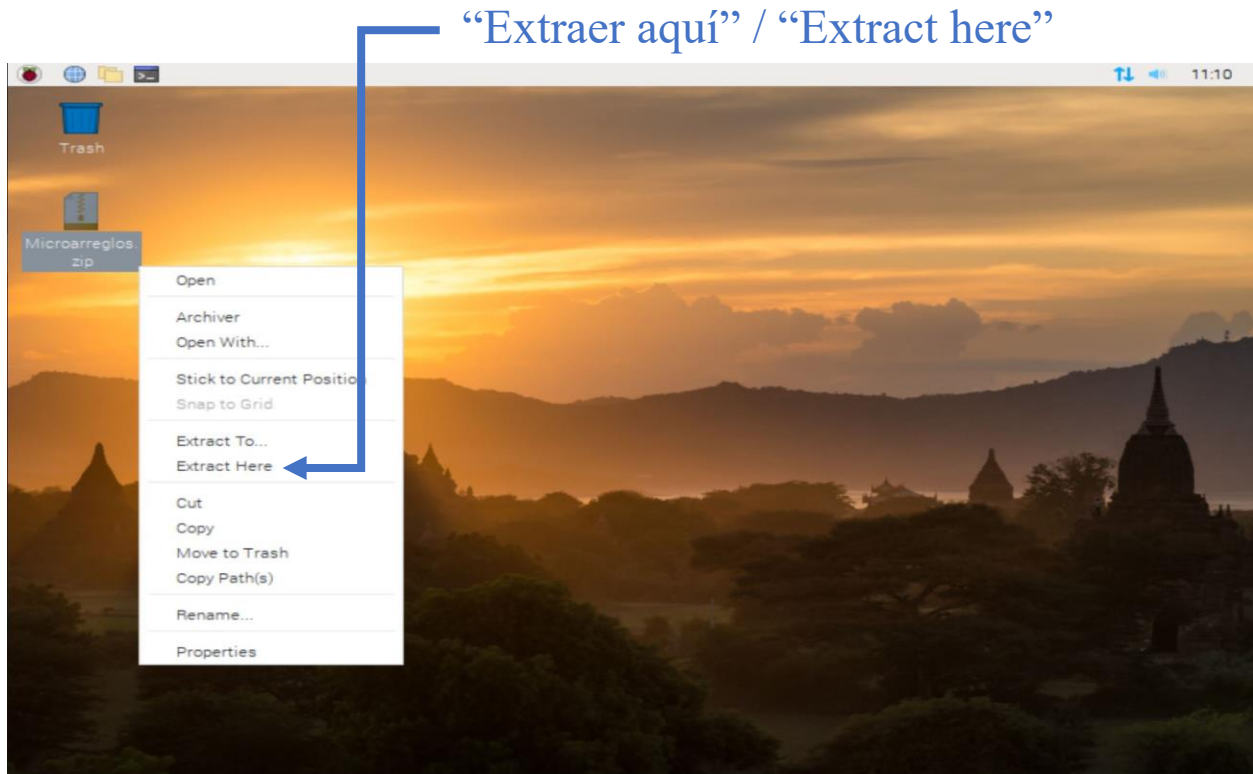 “Extraer aquí” / “Extract here”
11:10
Trash
Microarreglos.
zip
Open
Archiver
Open With...
Stick to Current Position
Snap to Grid
Extract To...
Extract Here
Cut
Copy
Move to Trash
Copy Path(s)
Rename...
Properties